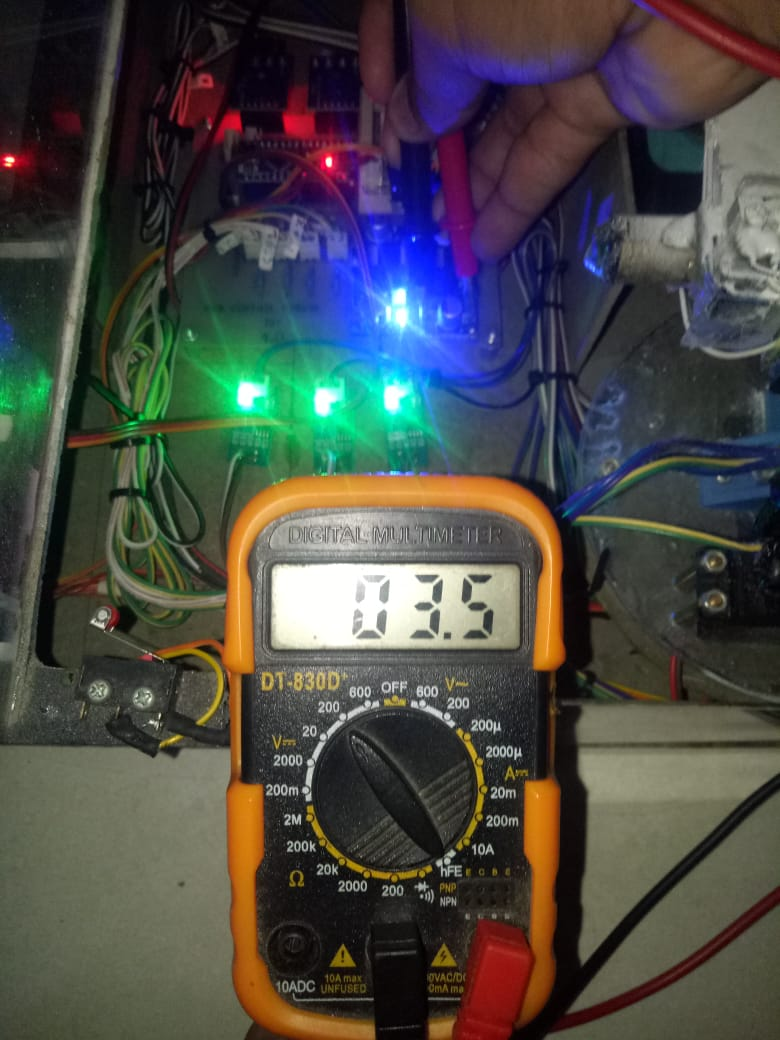 DIGITAL MULTIMETER
03.5
DT-830D+
OFF
600
V
200
200µ
2000µ
A
20m
200m
10A
hFE
200
2000
20k
Ω
200k
2M
200m
2000
V
20
200
600
E C B E
PNP
NPN
E C B E
10ADC
10A max
UNFUSED